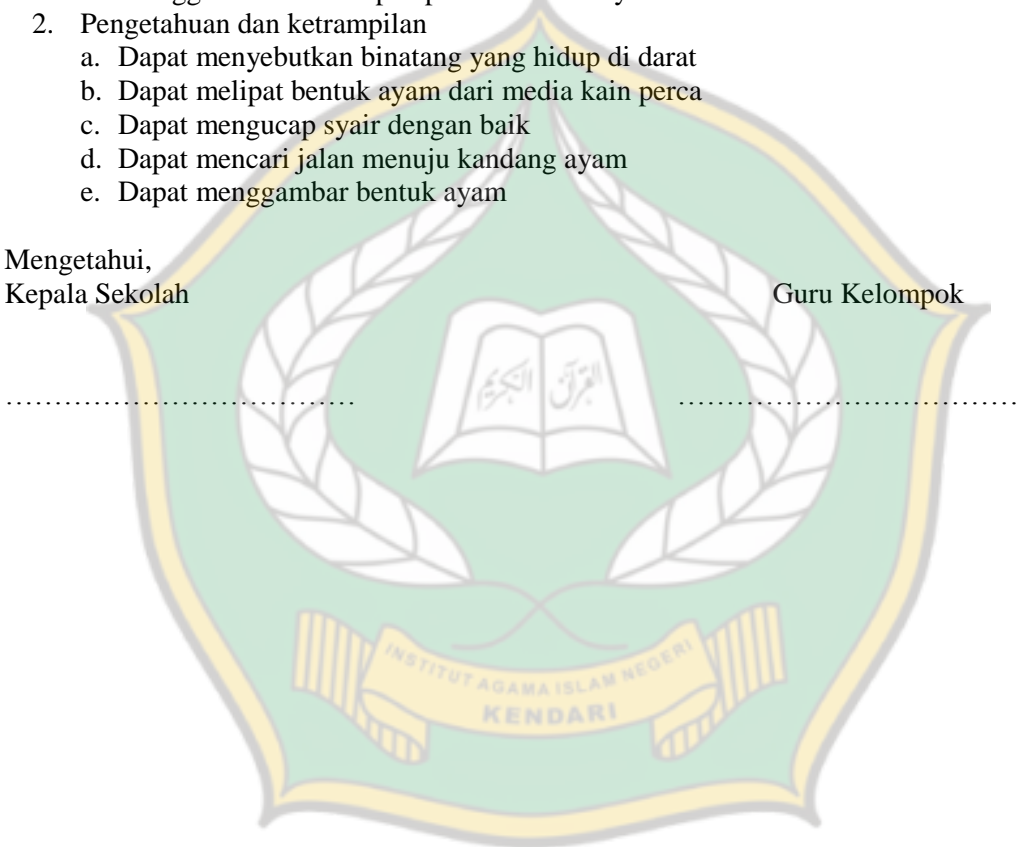 2. Pengetahuan dan ketrampilan
a. Dapat menyebutkan binatang yang hidup di darat
b. Dapat melipat bentuk ayam dari media kain perca
c. Dapat mengucap syair dengan baik
d. Dapat mencari jalan menuju kandang ayam
e. Dapat menggambar bentuk ayam
Mengetahui,
Kepala Sekolah Guru Kelompok
القرآن الكريم
……………………………… ………………………………
INSTITUT AGAMA ISLAM NEGERI
KENDARI